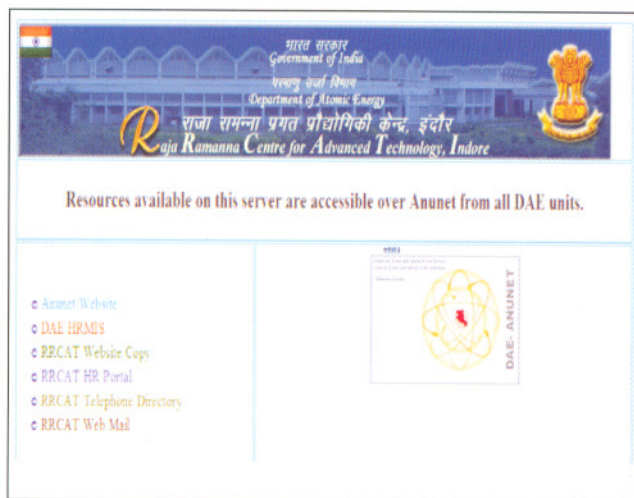 भारत सरकार
Government of India
परमाणु ऊर्जा विभाग
Department of Atomic Energy
राजा रामन्ना प्रगत प्रौद्योगिकी केन्द्र, इंदौर
Raja Ramanna Centre for Advanced Technology, Indore
Resources available on this server are accessible over Anunet from all DAE units.
Anunet Website
DAE HRMIS
RRCAT Website Copy
RRCAT HR Portal
RRCAT Telephone Directory
RRCAT Web Mail
DAE- ANUNET